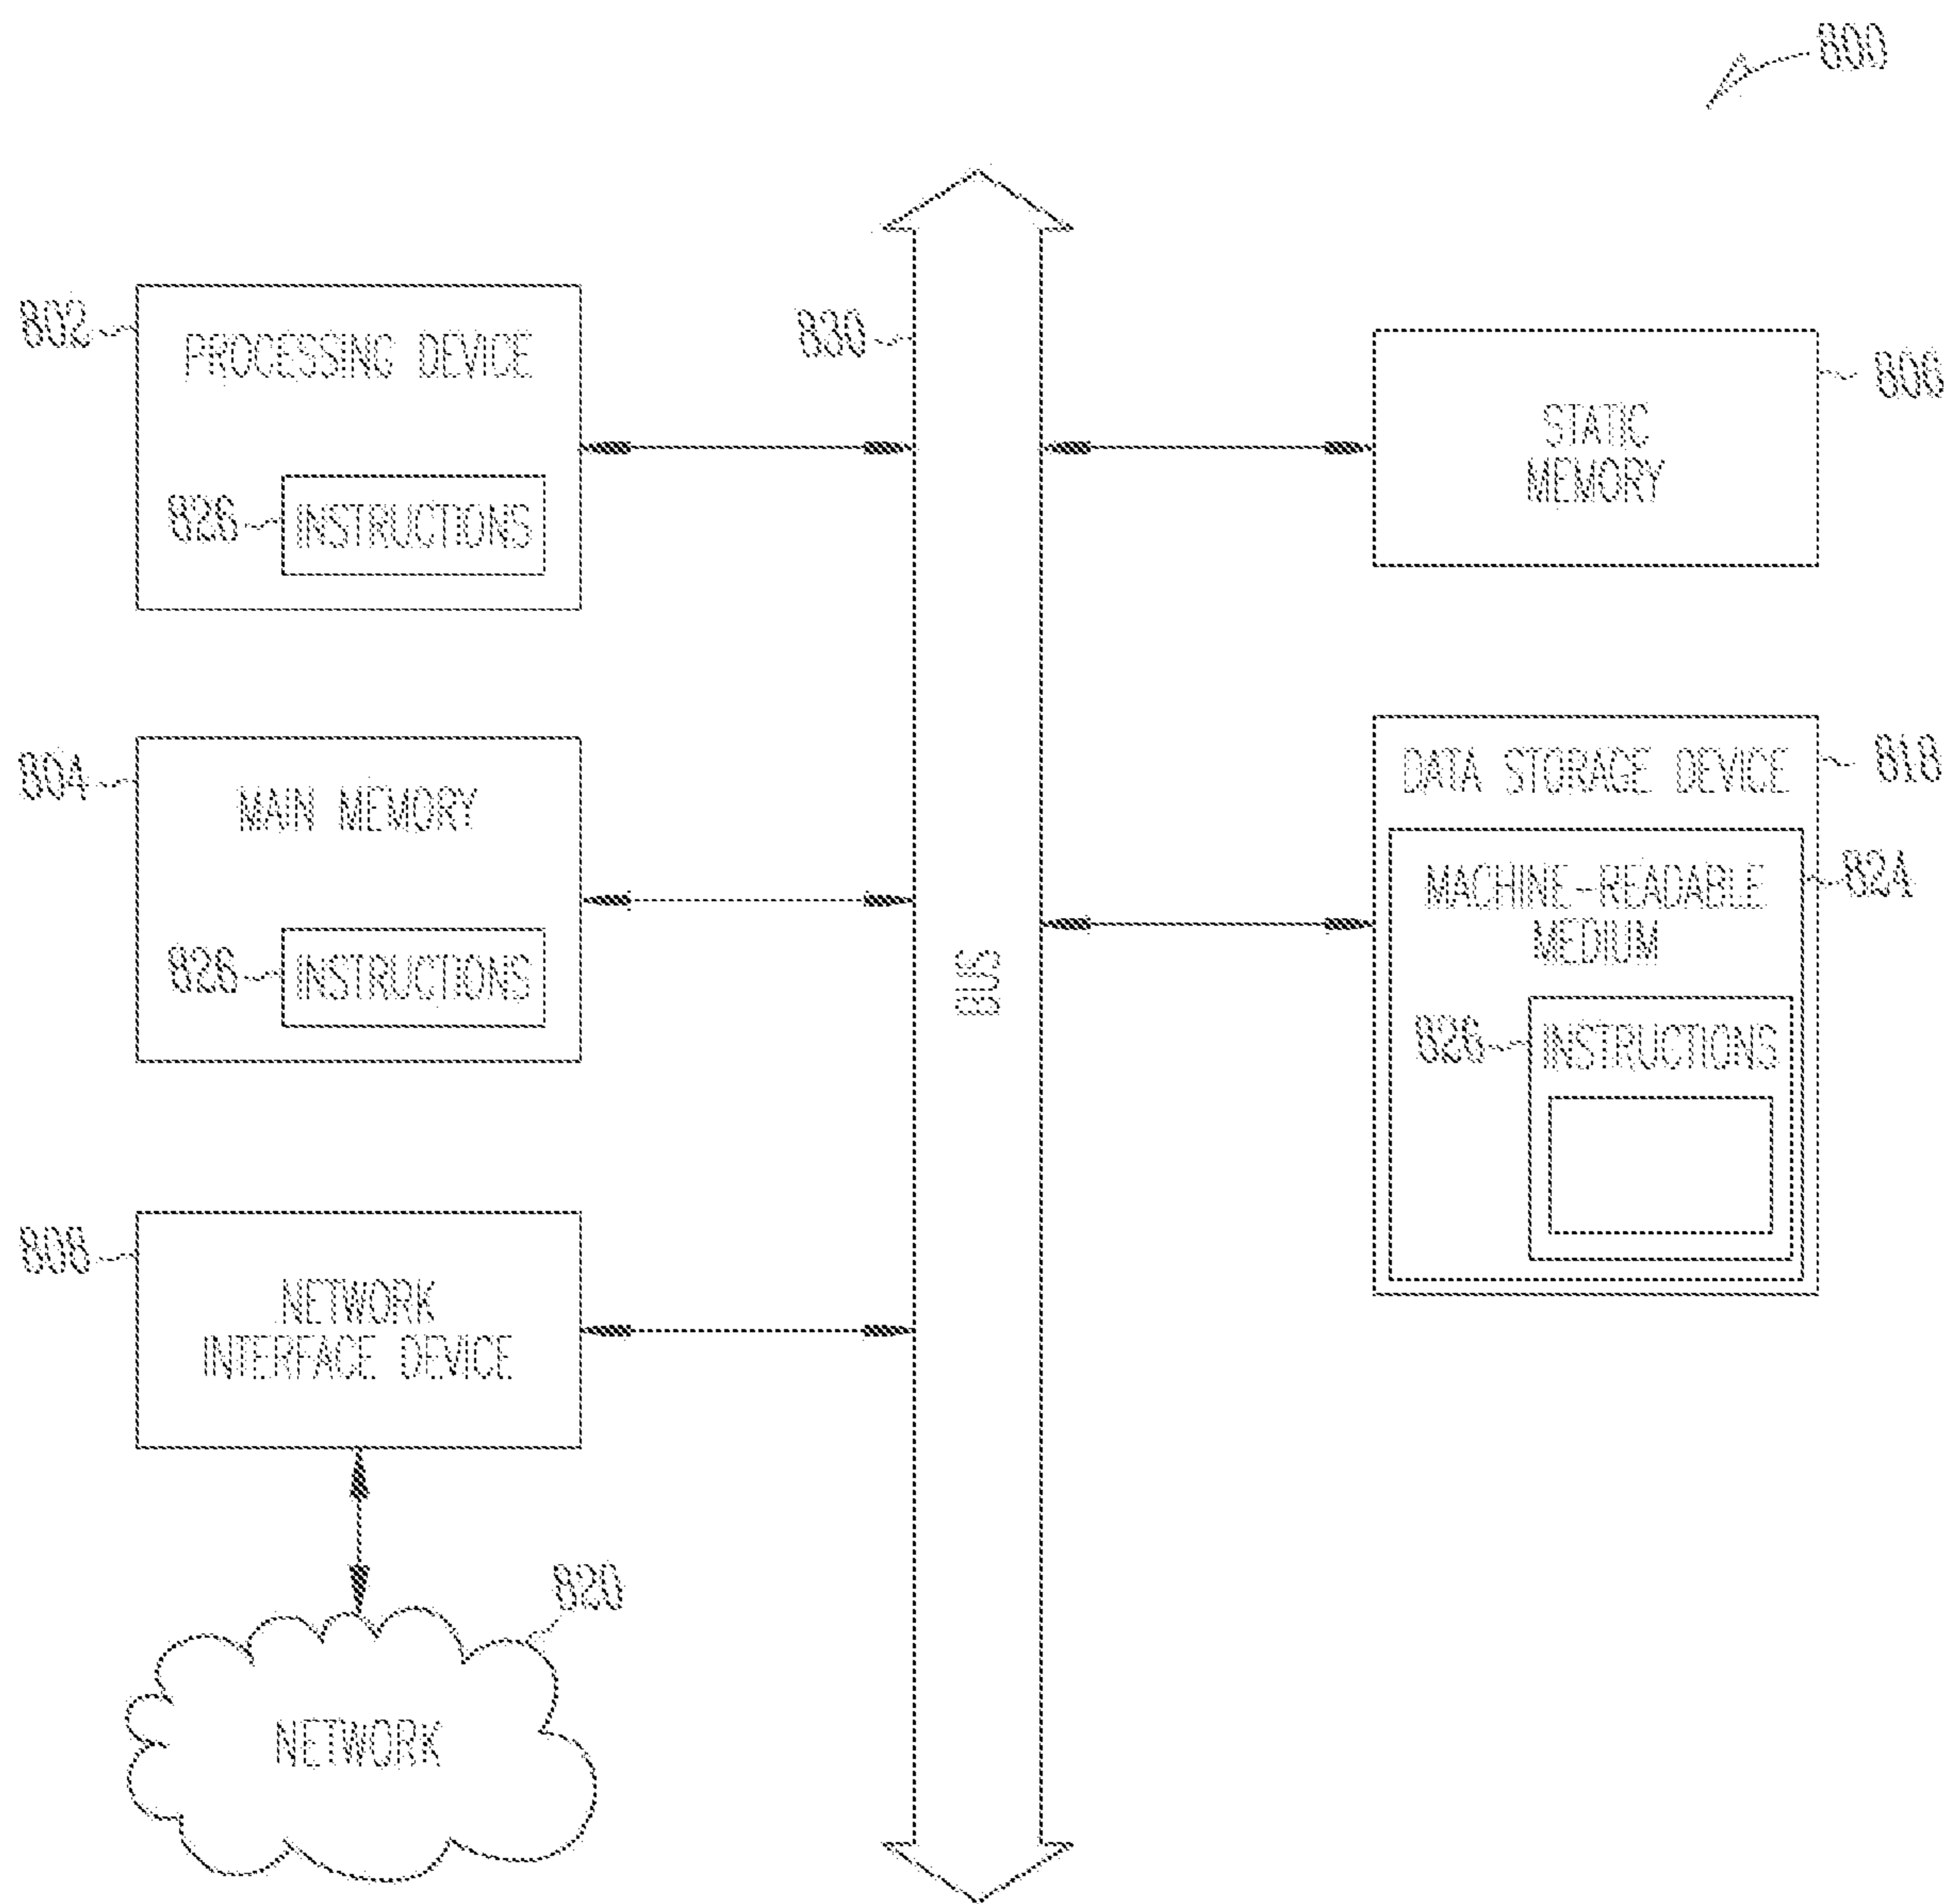 800
802
PROCESSING DEVICE
826
INSTRUCTIONS
830
STATIC
MEMORY
806
804
MAIN MEMORY
826
INSTRUCTIONS
BUS
DATA STORAGE DEVICE
818
MACHINE-READABLE
MEDIUM
824
826
INSTRUCTIONS
808
NETWORK
INTERFACE DEVICE
820
NETWORK